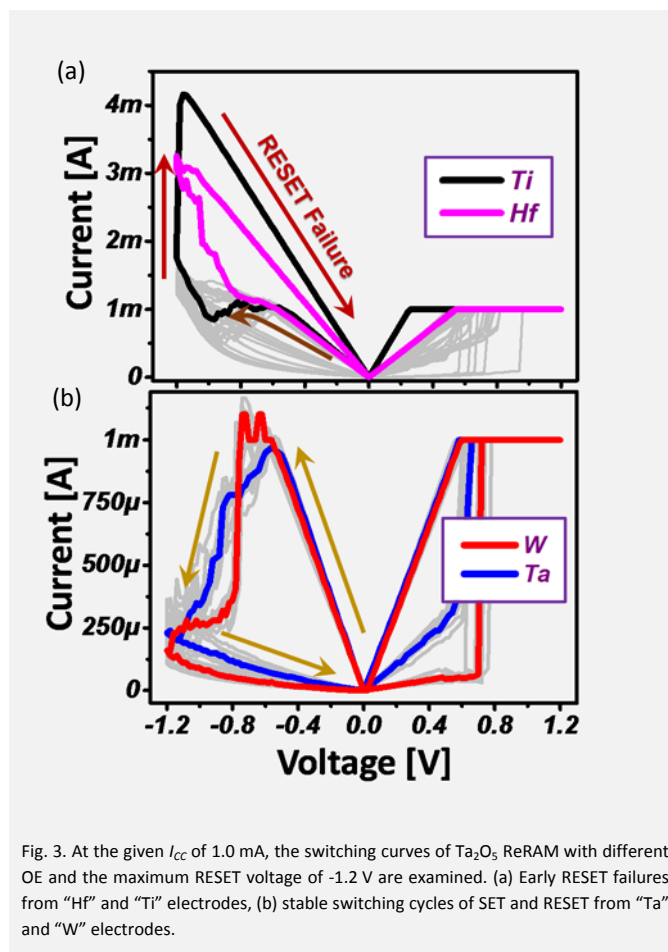 (a)
4m
3m
2m
1m
0
Current [A]
RESET Failure
Ti
Hf
(b)
1m
750μ
500μ
250μ
0
Current [A]
W
Ta
-1.2 -0.8 -0.4 0.0 0.4 0.8 1.2
Voltage [V]
Fig. 3. At the given I_CC of 1.0 mA, the switching curves of Ta₂O₅ ReRAM with different
OE and the maximum RESET voltage of -1.2 V are examined. (a) Early RESET failures
from “Hf” and “Ti” electrodes, (b) stable switching cycles of SET and RESET from “Ta”
and “W” electrodes.